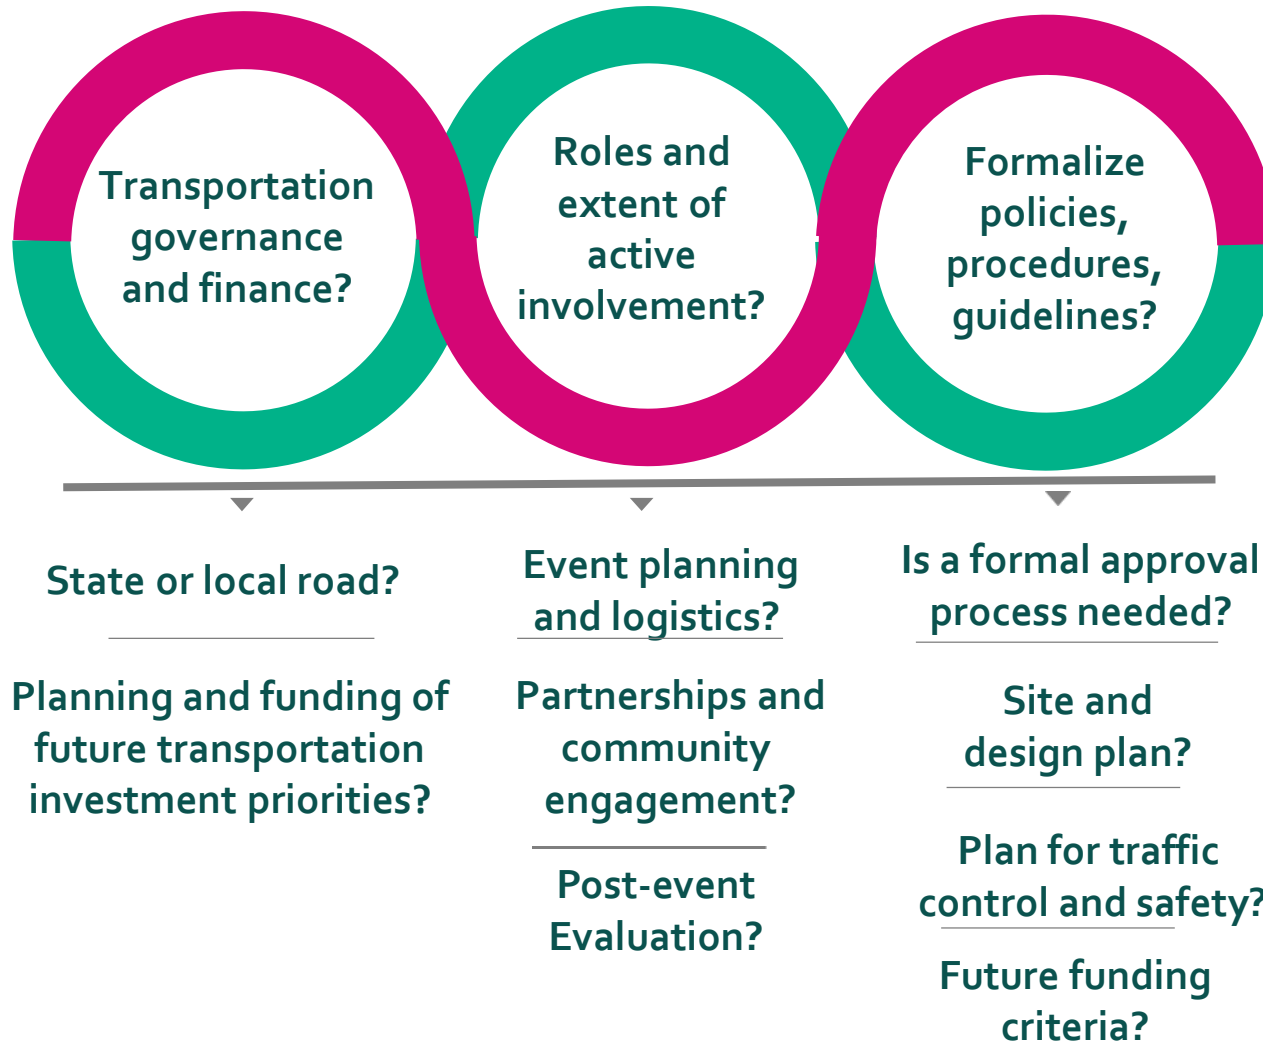 Transportation
governance
and finance?
Roles and
extent of
active
involvement?
Formalize
policies,
procedures,
guidelines?
State or local road?
Planning and funding of
future transportation
investment priorities?
Event planning
and logistics?
Partnerships and
community
engagement?
Post-event
Evaluation?
Is a formal approval
process needed?
Site and
design plan?
Plan for traffic
control and safety?
Future funding
criteria?